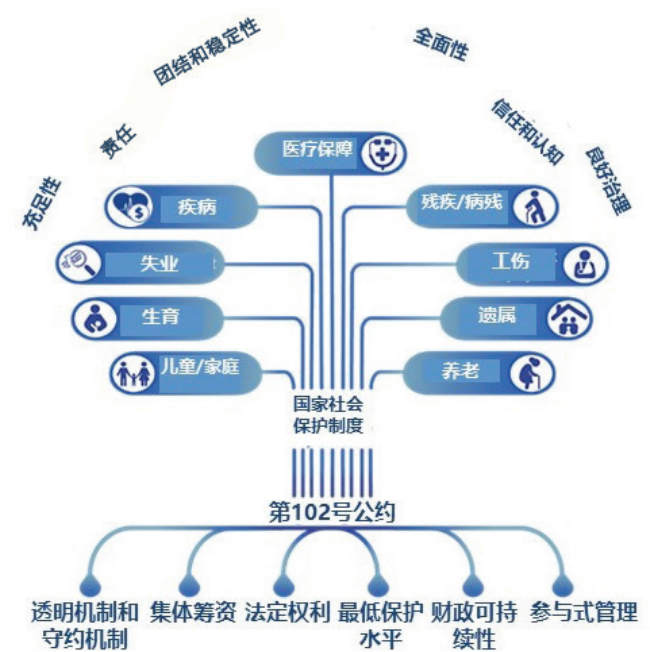 团结和稳定性
全面性
责任
信任和认知
充足性
良好治理
医疗保障
疾病
残疾/病残
失业
工伤
生育
遗属
儿童/家庭
养老
国家社会
保护制度
第102号公约
透明机制和
守约机制
集体筹资
法定权利
最低保护
水平
财政可持
续性
参与式管理